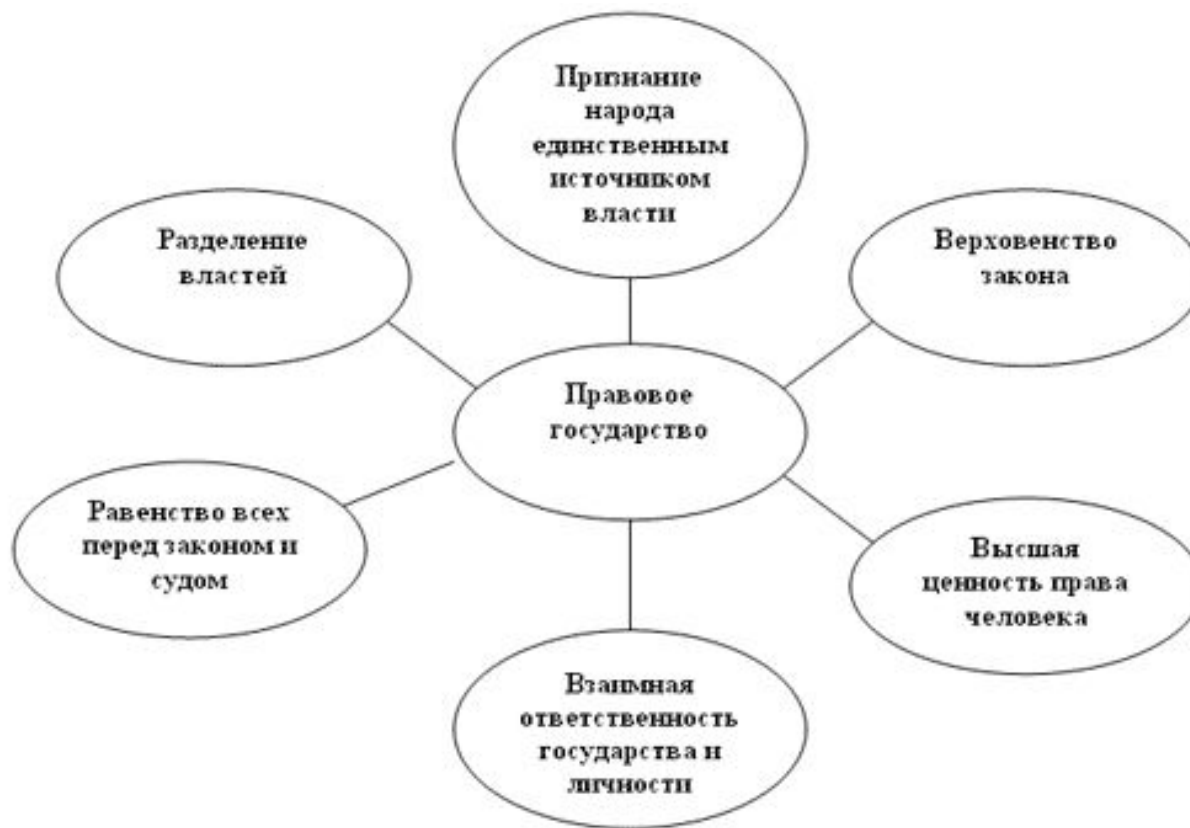 Признание
народа
единственным
источником
власти
Разделение
властей
Верховенство
закона
Правовое
государство
Равенство всех
перед законом и
судом
Высшая
ценность права
человека
Взаимная
ответственность
государства и
личности